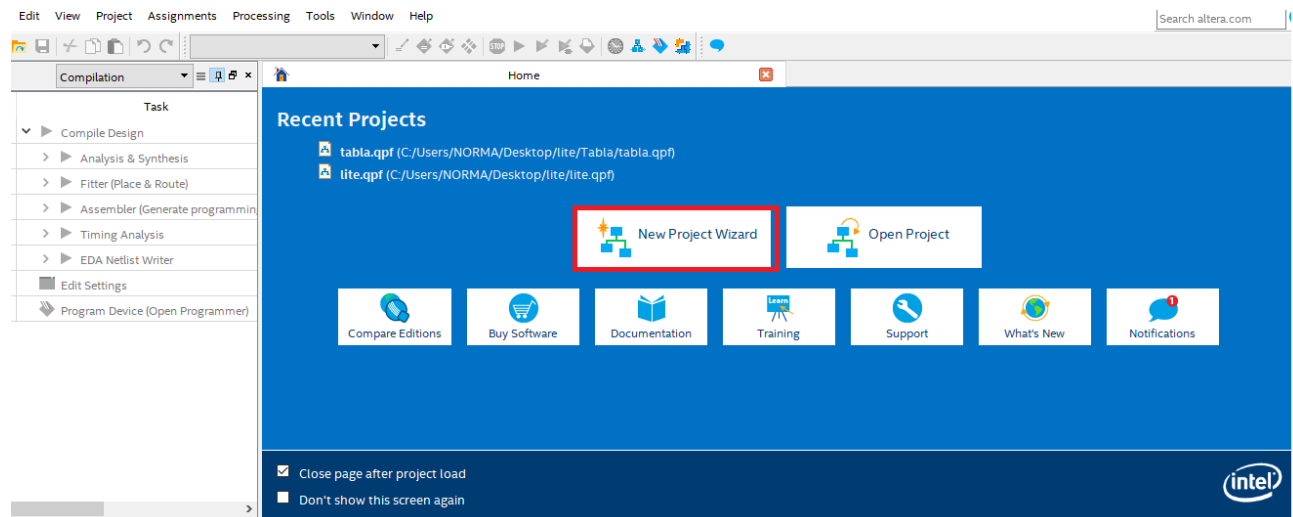 Edit View Project Assignments Processing Tools Window Help
Search altera.com
STOP
Compilation
Home
Task
Compile Design
Analysis & Synthesis
Fitter (Place & Route)
Assembler (Generate programmin
Timing Analysis
EDA Netlist Writer
Edit Settings
Program Device (Open Programmer)
Recent Projects
tabla.qpf (C:/Users/NORMA/Desktop/lite/Tabla/tabla.qpf)
lite.qpf (C:/Users/NORMA/Desktop/lite/lite.qpf)
New Project Wizard
Open Project
Compare Editions
Buy Software
Documentation
Learn
Training
Support
What's New
1
Notifications
Close page after project load
Don't show this screen again
intel